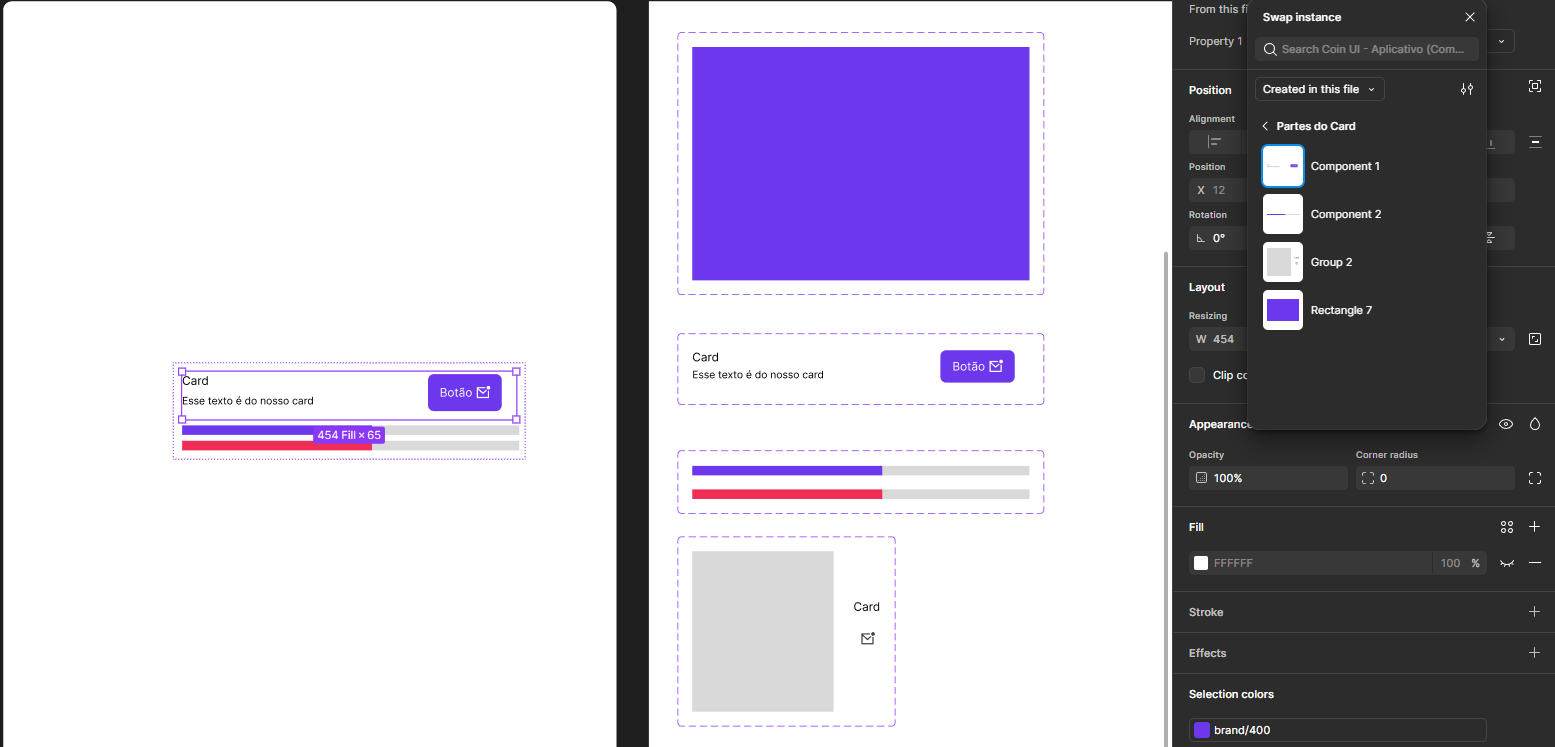 Card
Esse texto é do nosso card
Botão
454 Fill × 65
Card
Esse texto é do nosso card
Botão
Card
From this fi
Property 1
Position
Alignment
Position
X 12
Rotation
0°
Layout
Resizing
W 454
Clip co
Appearance
Opacity
Corner radius
100%
0
Fill
FFFFFF 100 %
Stroke
Effects
Selection colors
brand/400
Swap instance
Search Coin UI - Aplicativo (Com...
Created in this file
Partes do Card
Component 1
Component 2
Group 2
Rectangle 7